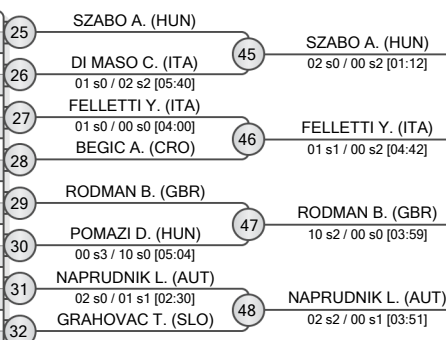 25
SZABO A. (HUN)
26
DI MASO C. (ITA)
01 s0 / 02 s2 [05:40]
45
SZABO A. (HUN)
02 s0 / 00 s2 [01:12]
27
FELLETTI Y. (ITA)
01 s0 / 00 s0 [04:00]
28
BEGIC A. (CRO)
46
FELLETTI Y. (ITA)
01 s1 / 00 s2 [04:42]
29
RODMAN B. (GBR)
30
POMAZI D. (HUN)
00 s3 / 10 s0 [05:04]
47
RODMAN B. (GBR)
10 s2 / 00 s0 [03:59]
31
NAPRUDNIK L. (AUT)
02 s0 / 01 s1 [02:30]
32
GRAHOVAC T. (SLO)
48
NAPRUDNIK L. (AUT)
02 s2 / 00 s1 [03:51]